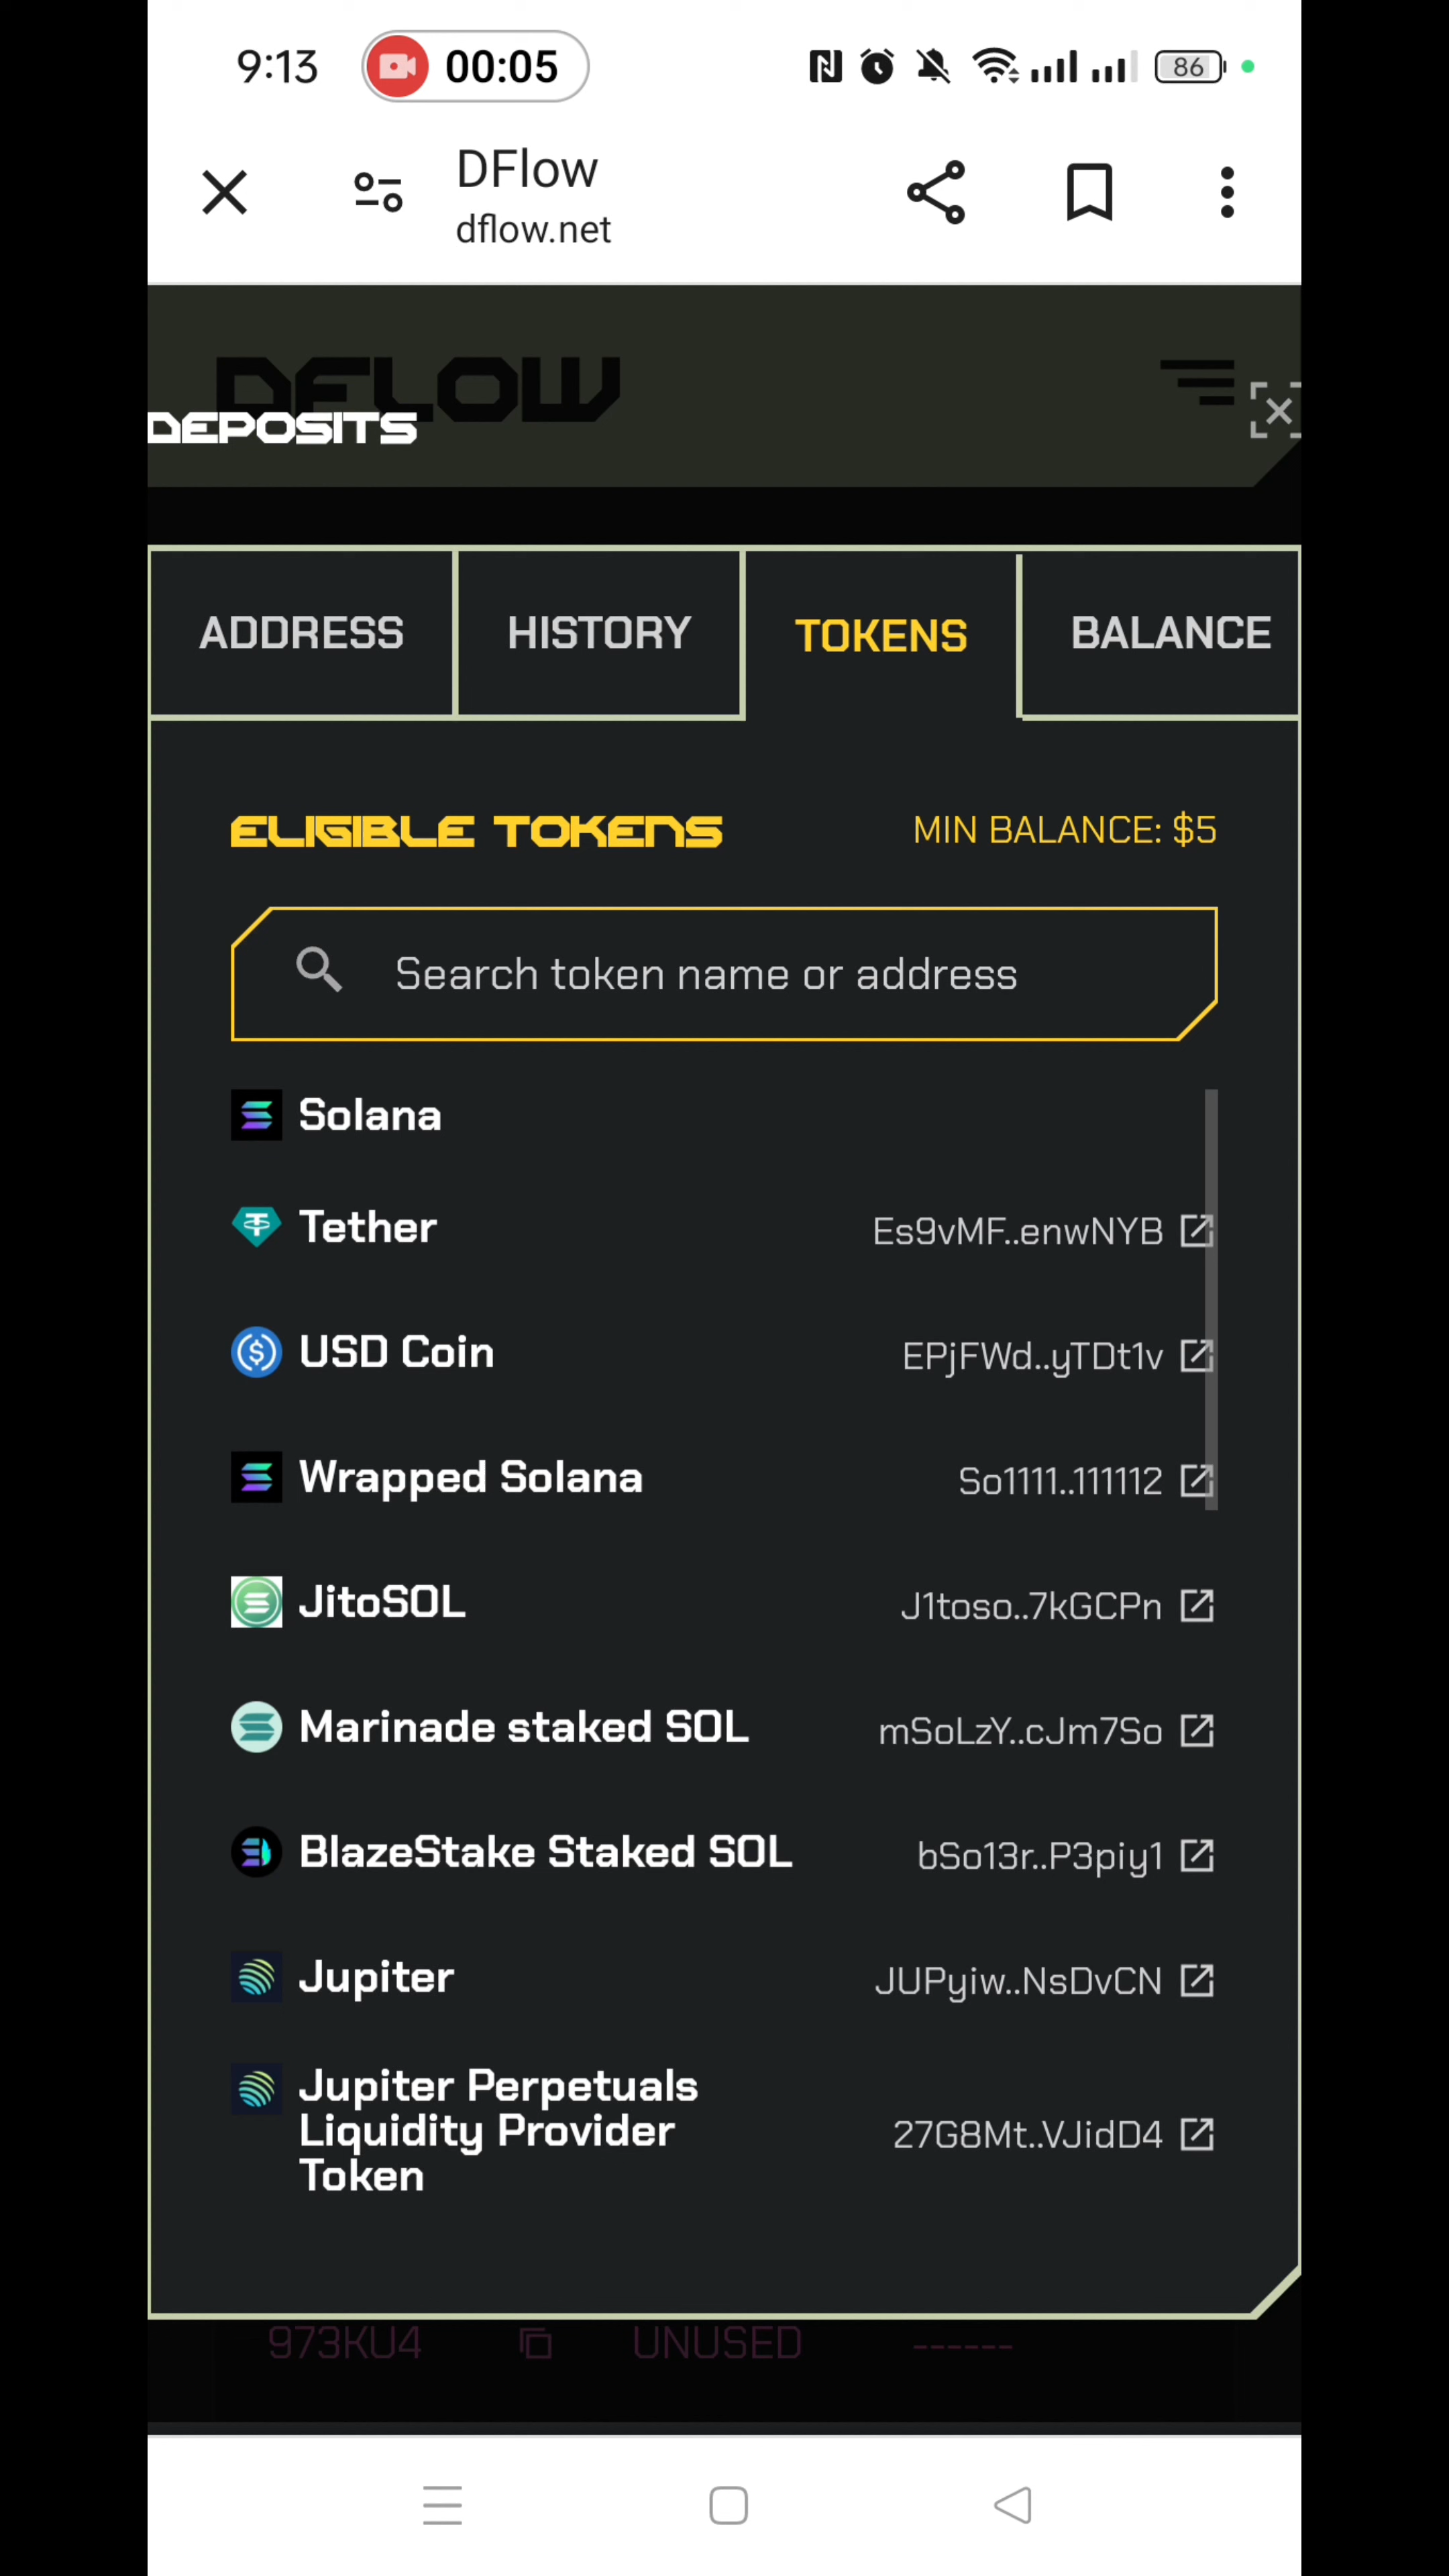 9:13
00:05
86
DFlow
dflow.net
DFLOW
DEPOSITS
ADDRESS
HISTORY
TOKENS
BALANCE
ELIGIBLE TOKENS
MIN BALANCE: $5
Search token name or address
Solana
Tether
Es9vMF..enwNYB
USD Coin
EPjFWd..yTDt1v
Wrapped Solana
So1111..111112
JitoSOL
J1toso..7kGCPn
Marinade staked SOL
mSoLzY..cJm7So
BlazeStake Staked SOL
bSo13r..P3piy1
Jupiter
JUPyiw..NsDvCN
Jupiter Perpetuals
Liquidity Provider
Token
27G8Mt..VJidD4
973KU4
UNUSED
------